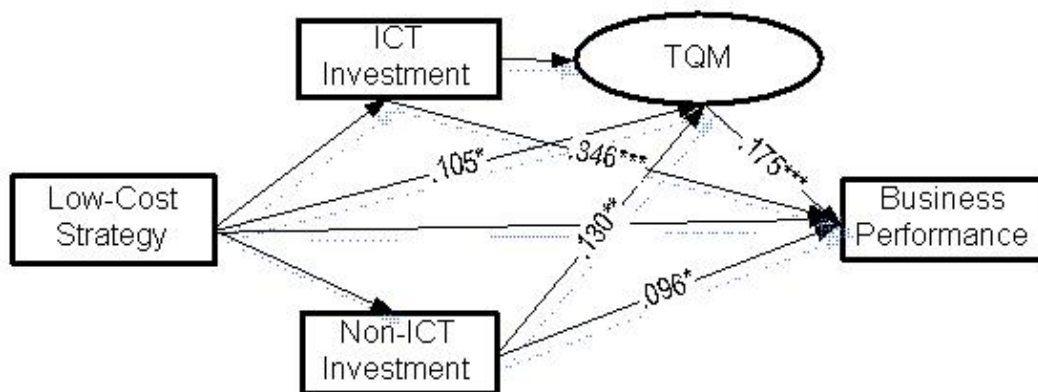 ICT
Investment
TQM
.105*
.346***
.175***
Low-Cost
Strategy
Business
Performance
.130**
.096*
Non-ICT
Investment